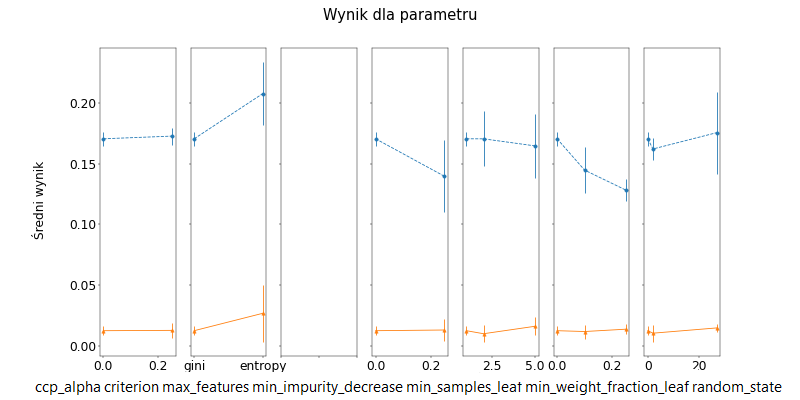 Wynik dla parametru
Średni wynik
0.20
0.15
0.10
0.05
0.00
0.0 0.2 gini entropy 0.0 0.2 2.5 5.0 0.0 0.2 0 20
ccp_alpha criterion max_features min_impurity_decrease min_samples_leaf min_weight_fraction_leaf random_state